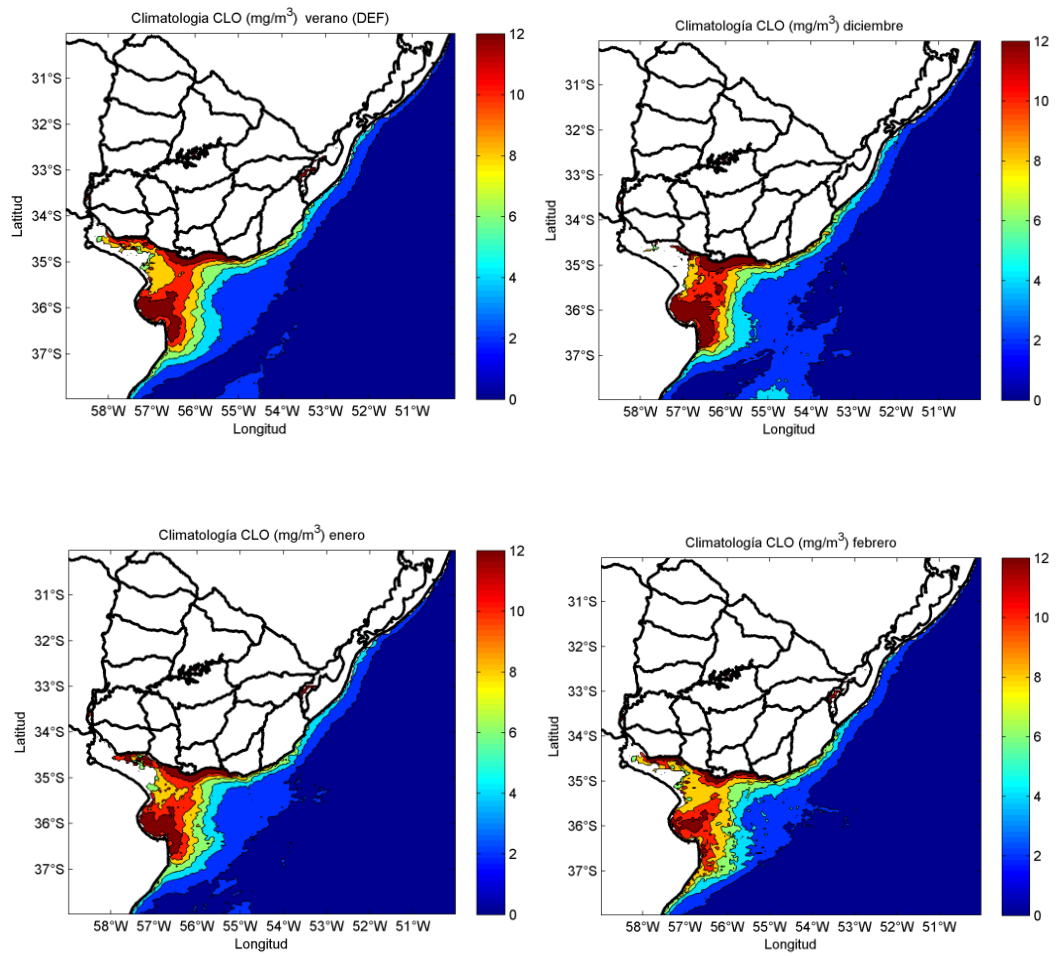 Climatologia CLO (mg/m³) verano (DEF)
12
10
8
6
4
2
0
31°S
32°S
33°S
34°S
35°S
36°S
37°S
Latitud
58°W 57°W 56°W 55°W 54°W 53°W 52°W 51°W
Longitud
Climatología CLO (mg/m³) diciembre
12
10
8
6
4
2
0
31°S
32°S
33°S
34°S
35°S
36°S
37°S
Latitud
58°W 57°W 56°W 55°W 54°W 53°W 52°W 51°W
Longitud
Climatología CLO (mg/m³) enero
12
10
8
6
4
2
0
31°S
32°S
33°S
34°S
35°S
36°S
37°S
Latitud
58°W 57°W 56°W 55°W 54°W 53°W 52°W 51°W
Longitud
Climatología CLO (mg/m³) febrero
12
10
8
6
4
2
0
31°S
32°S
33°S
34°S
35°S
36°S
37°S
Latitud
58°W 57°W 56°W 55°W 54°W 53°W 52°W 51°W
Longitud